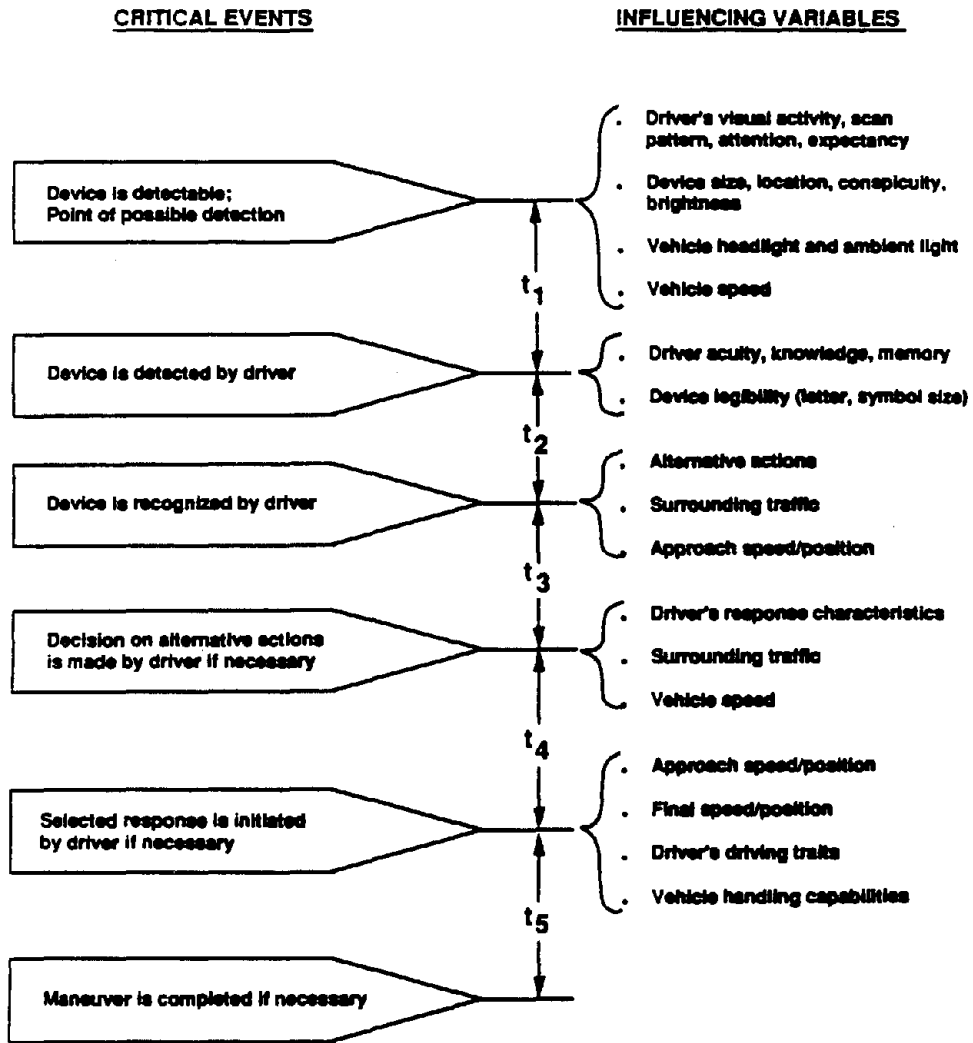 CRITICAL EVENTS
INFLUENCING VARIABLES
Device is detectable;
Point of possible detection
. Driver's visual activity, scan
pattern, attention, expectancy
. Device size, location, conspicuity,
brightness
. Vehicle headlight and ambient light
. Vehicle speed
t1
Device is detected by driver
. Driver acuity, knowledge, memory
. Device legibility (letter, symbol size)
t2
Device is recognized by driver
. Alternative actions
. Surrounding traffic
. Approach speed/position
t3
Decision on alternative actions
is made by driver if necessary
. Driver's response characteristics
. Surrounding traffic
. Vehicle speed
t4
Selected response is initiated
by driver if necessary
. Approach speed/position
. Final speed/position
. Driver's driving traits
. Vehicle handling capabilities
t5
Maneuver is completed if necessary